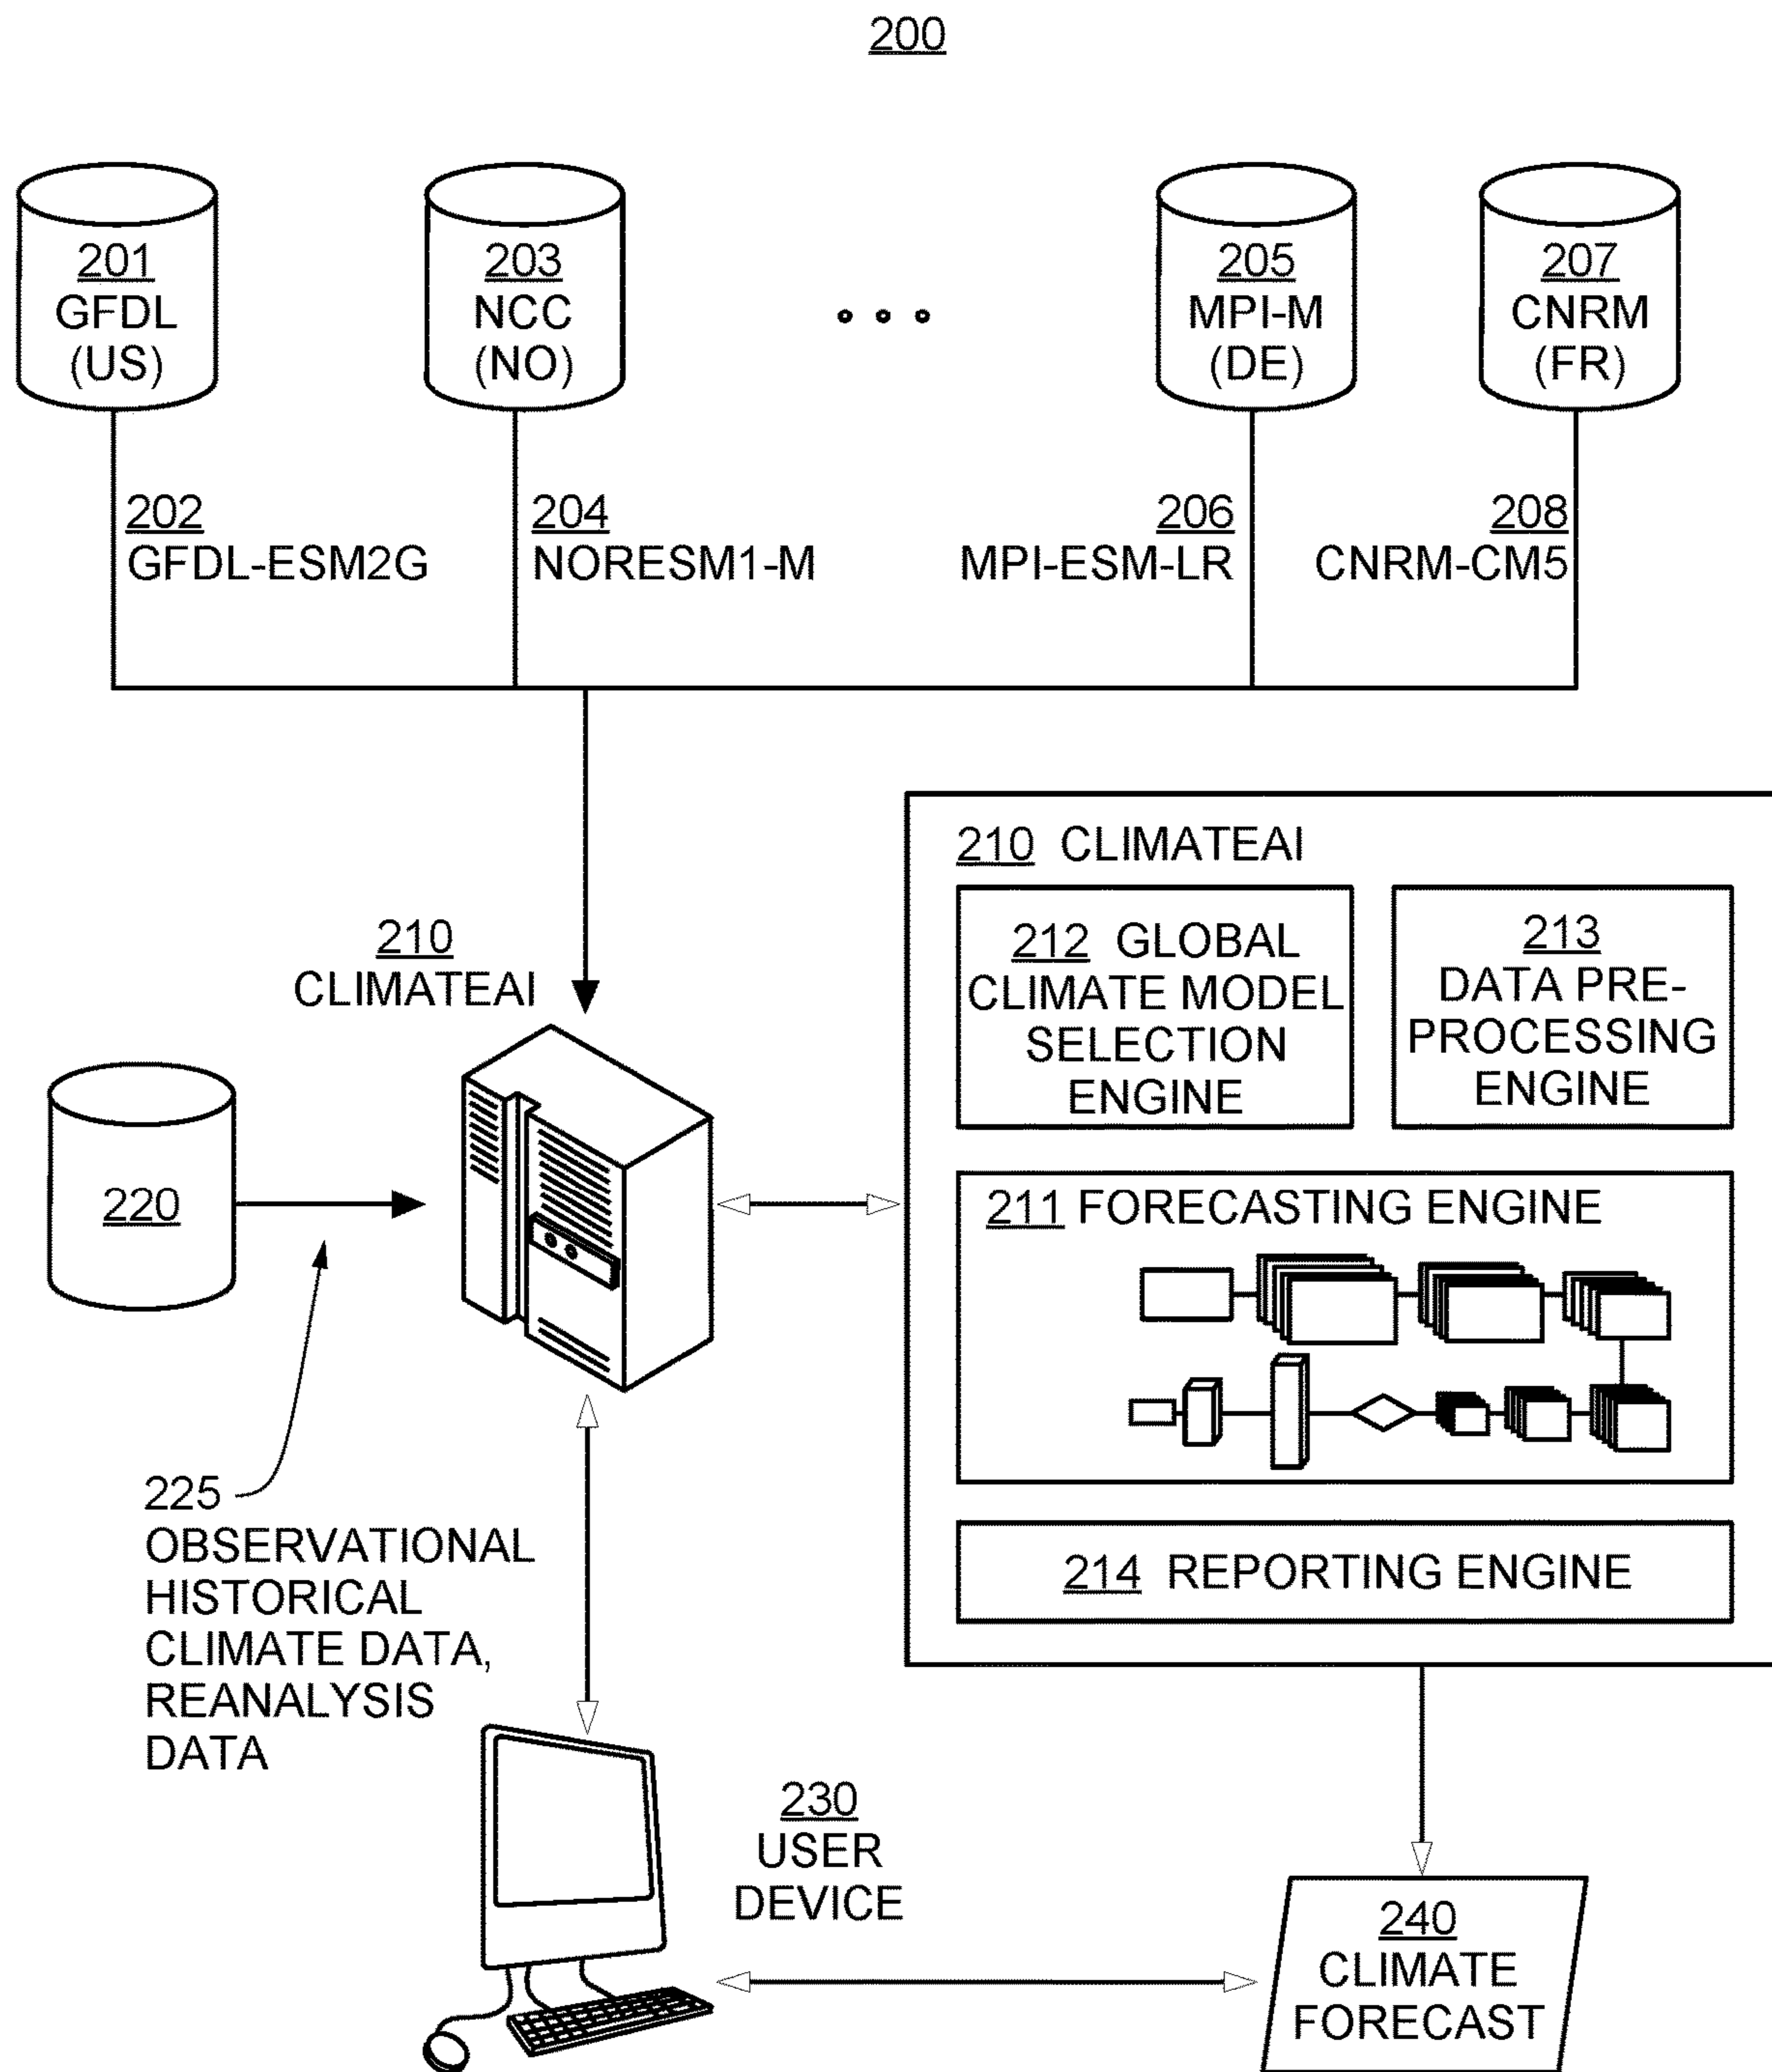 200
201
GFDL
(US)
203
NCC
(NO)
205
MPI-M
(DE)
207
CNRM
(FR)
202
GFDL-ESM2G
204
NORESM1-M
206
MPI-ESM-LR
208
CNRM-CM5
210
CLIMATEAI
220
225
OBSERVATIONAL
HISTORICAL
CLIMATE DATA,
REANALYSIS
DATA
210 CLIMATEAI
212 GLOBAL
CLIMATE MODEL
SELECTION
ENGINE
213
DATA PRE-
PROCESSING
ENGINE
211 FORECASTING ENGINE
214 REPORTING ENGINE
230
USER
DEVICE
240
CLIMATE
FORECAST